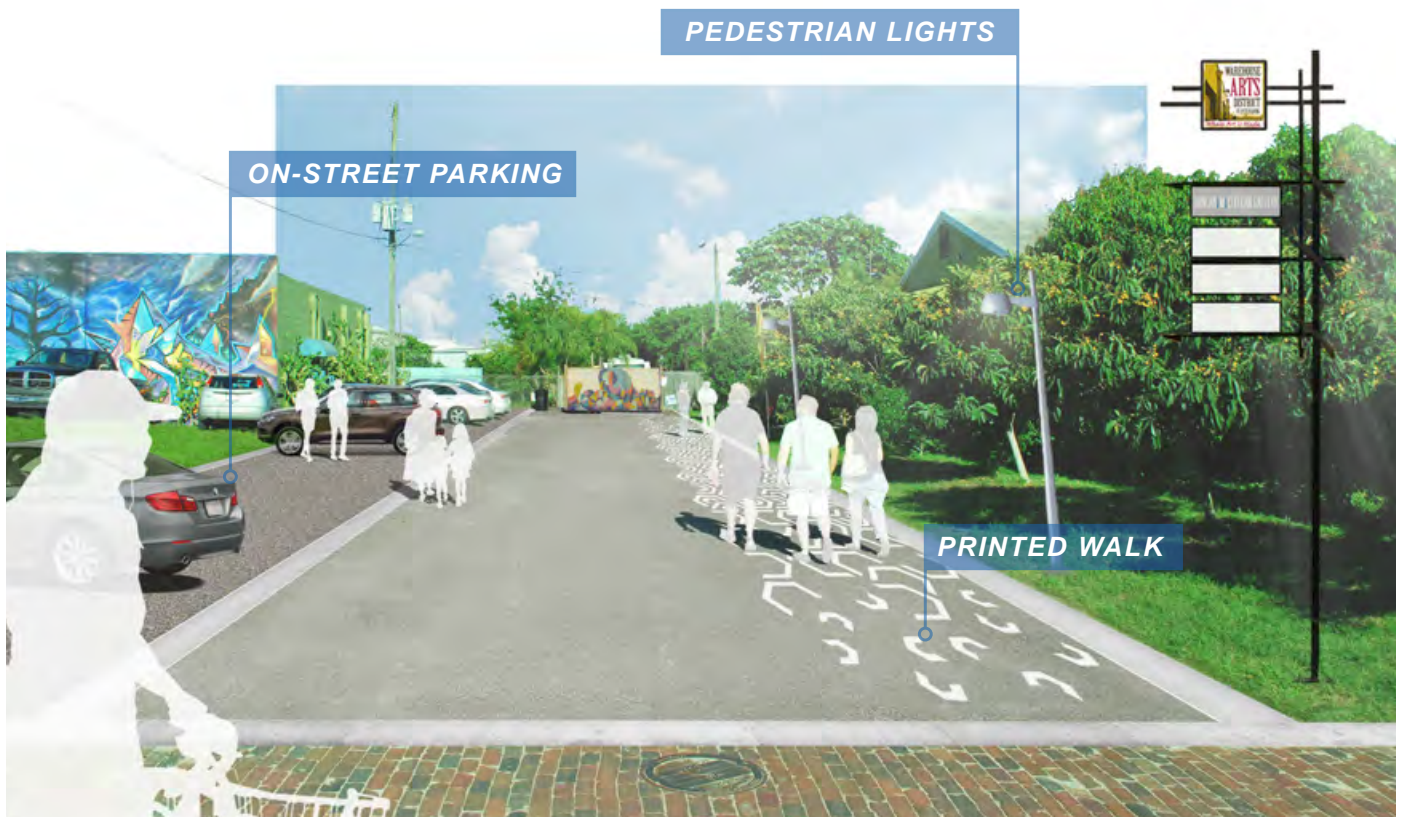 PEDESTRIAN LIGHTS
WAREHOUSE
ARTS
DISTRICT
ON-STREET PARKING
PRINTED WALK